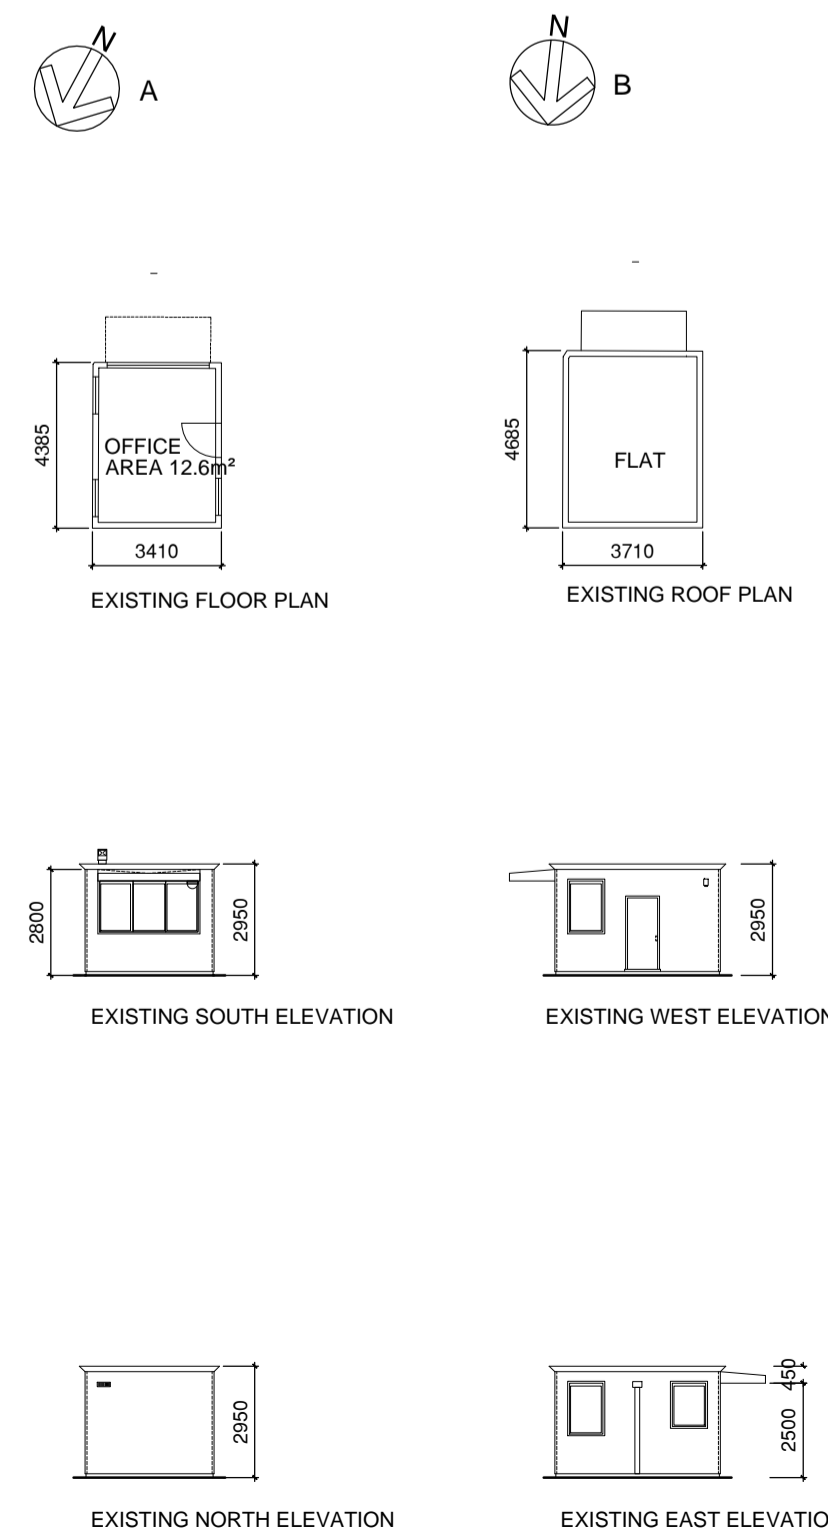 N
A
N
B
4385
OFFICE
AREA 12.6m²
3410
EXISTING FLOOR PLAN
4685
FLAT
3710
EXISTING ROOF PLAN
2800
2950
EXISTING SOUTH ELEVATION
2950
EXISTING WEST ELEVATION
2950
EXISTING NORTH ELEVATION
450
2500
EXISTING EAST ELEVATIO